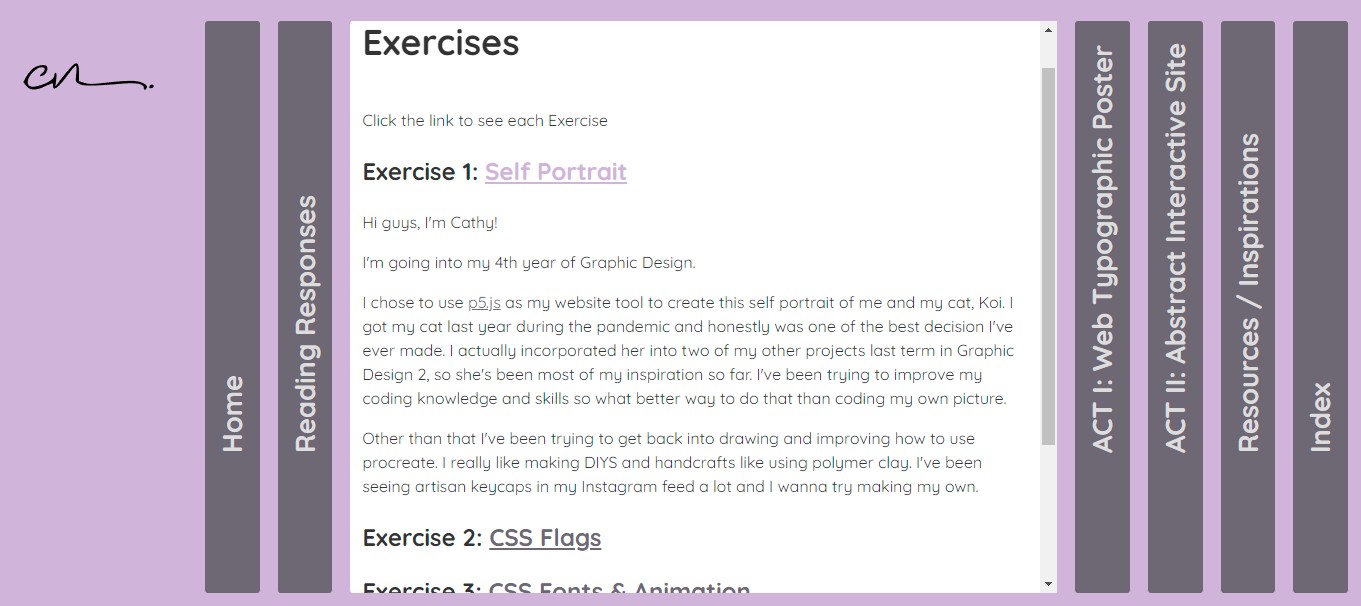 Home
Reading Responses
Exercises
Click the link to see each Exercise
Exercise 1: Self Portrait
Hi guys, I'm Cathy!
I'm going into my 4th year of Graphic Design.
I chose to use p5.js as my website tool to create this self portrait of me and my cat, Koi. I
got my cat last year during the pandemic and honestly was one of the best decision I've
ever made. I actually incorporated her into two of my other projects last term in Graphic
Design 2, so she's been most of my inspiration so far. I've been trying to improve my
coding knowledge and skills so what better way to do that than coding my own picture.
Other than that I've been trying to get back into drawing and improving how to use
procreate. I really like making DIYS and handcrafts like using polymer clay. I've been
seeing artisan keycaps in my Instagram feed a lot and I wanna try making my own.
Exercise 2: CSS Flags
Exercise 3: CSS Fonts & Animation
ACT I: Web Typographic Poster
ACT II: Abstract Interactive Site
Resources / Inspirations
Index